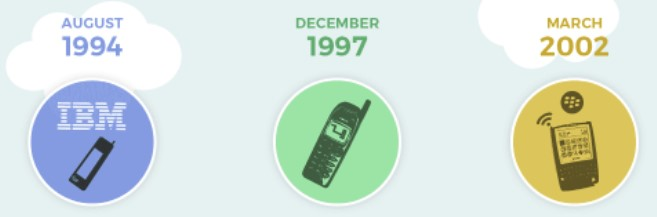 AUGUST
1994
DECEMBER
1997
MARCH
2002
IBM